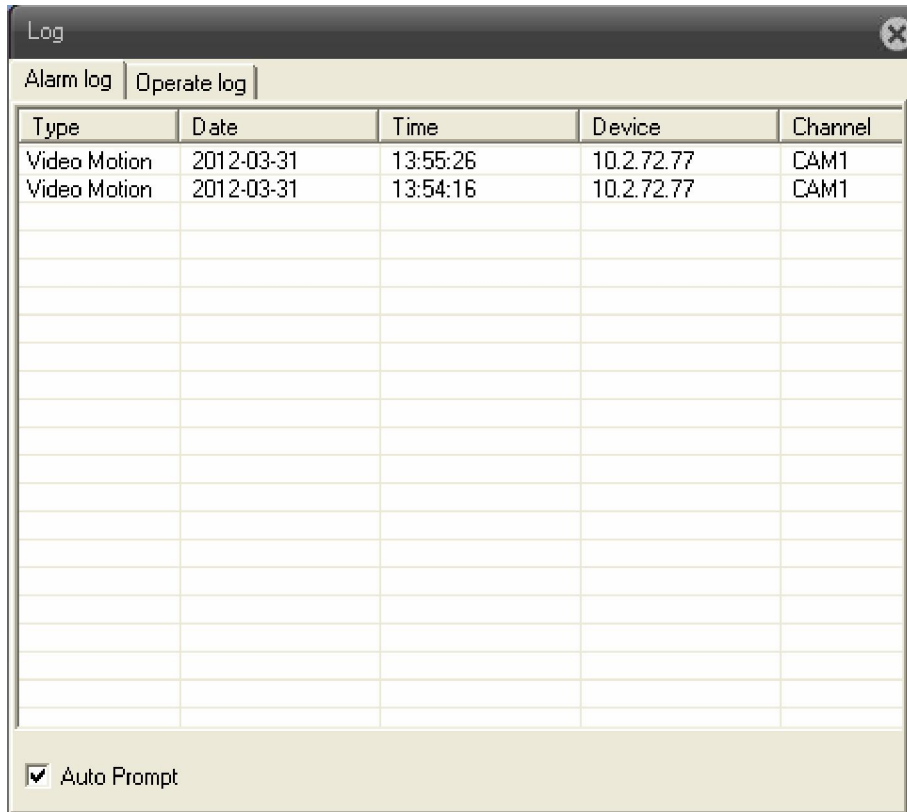 Log
Alarm log Operate log
Type Date Time Device Channel
Video Motion 2012-03-31 13:55:26 10.2.72.77 CAM1
Video Motion 2012-03-31 13:54:16 10.2.72.77 CAM1
Auto Prompt